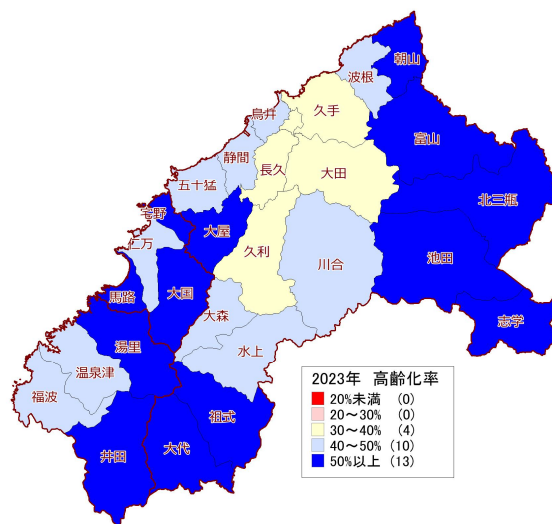 朝山
波根
鳥井
久手
富山
静間
長久
大田
五十猛
北三瓶
宅野
大屋
仁万
久利
川合
池田
馬路
大国
大森
志学
湯里
水上
温泉津
福波
祖式
井田
大代
2023年 高齢化率
20%未満 (0)
20～30% (0)
30～40% (4)
40～50% (10)
50%以上 (13)